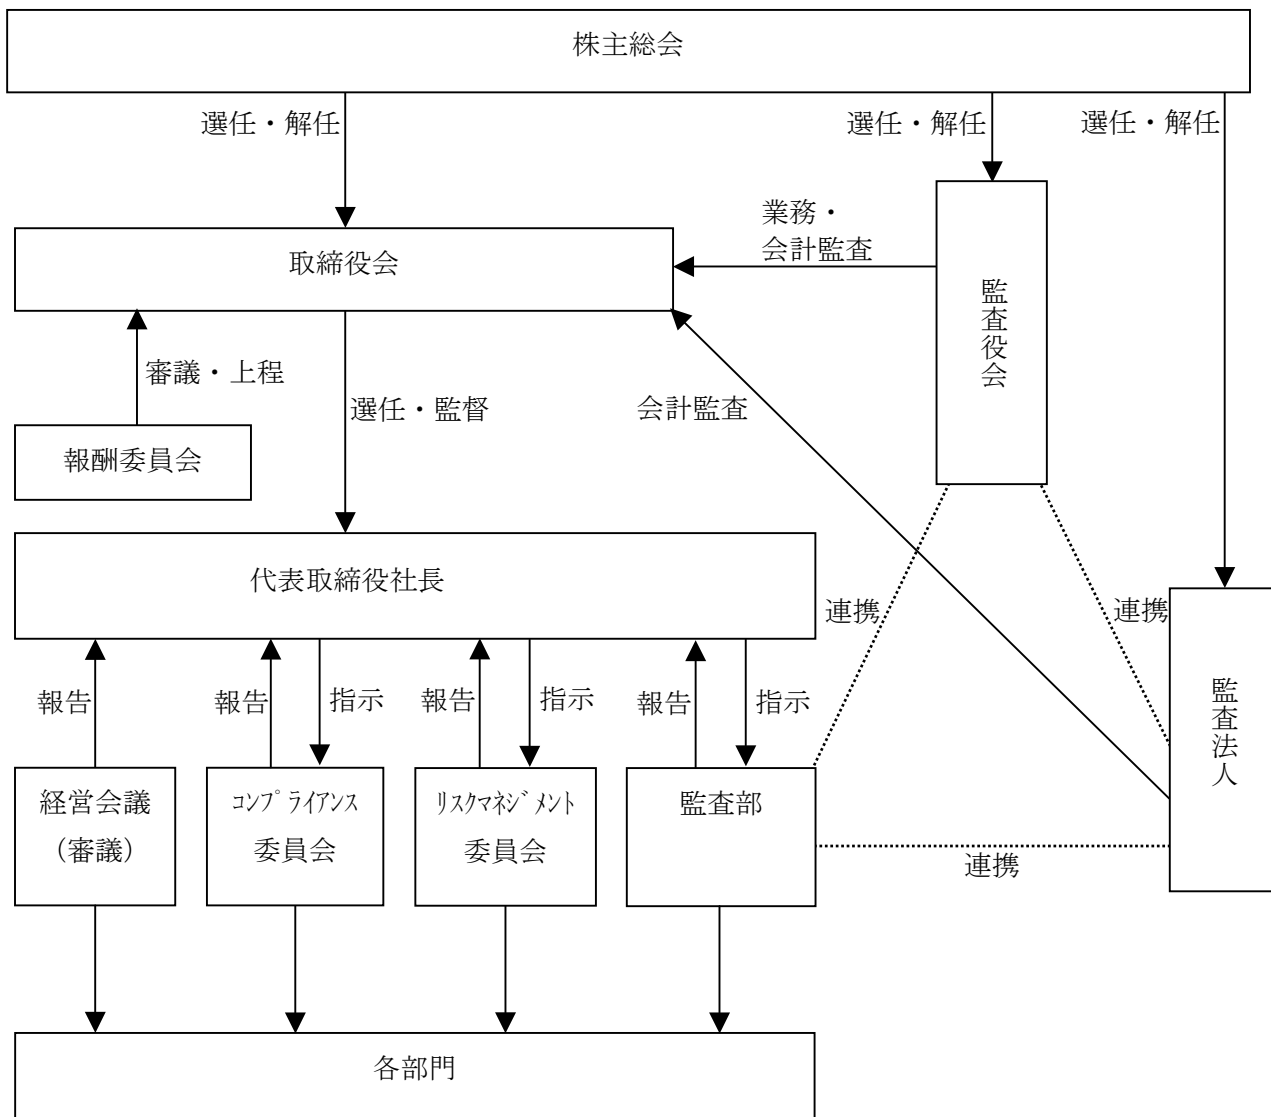 株主総会
選任・解任
選任・解任
選任・解任
業務・
会計監査
取締役会
監査役会
審議・上程
選任・監督
会計監査
報酬委員会
代表取締役社長
連携
連携
報告
報告
指示
報告
指示
報告
指示
監査法人
経営会議
（審議）
ｺﾝﾌﾟﾗｲｱﾝｽ
委員会
ﾘｽｸﾏﾈｼﾞﾒﾝﾄ
委員会
監査部
連携
各部門